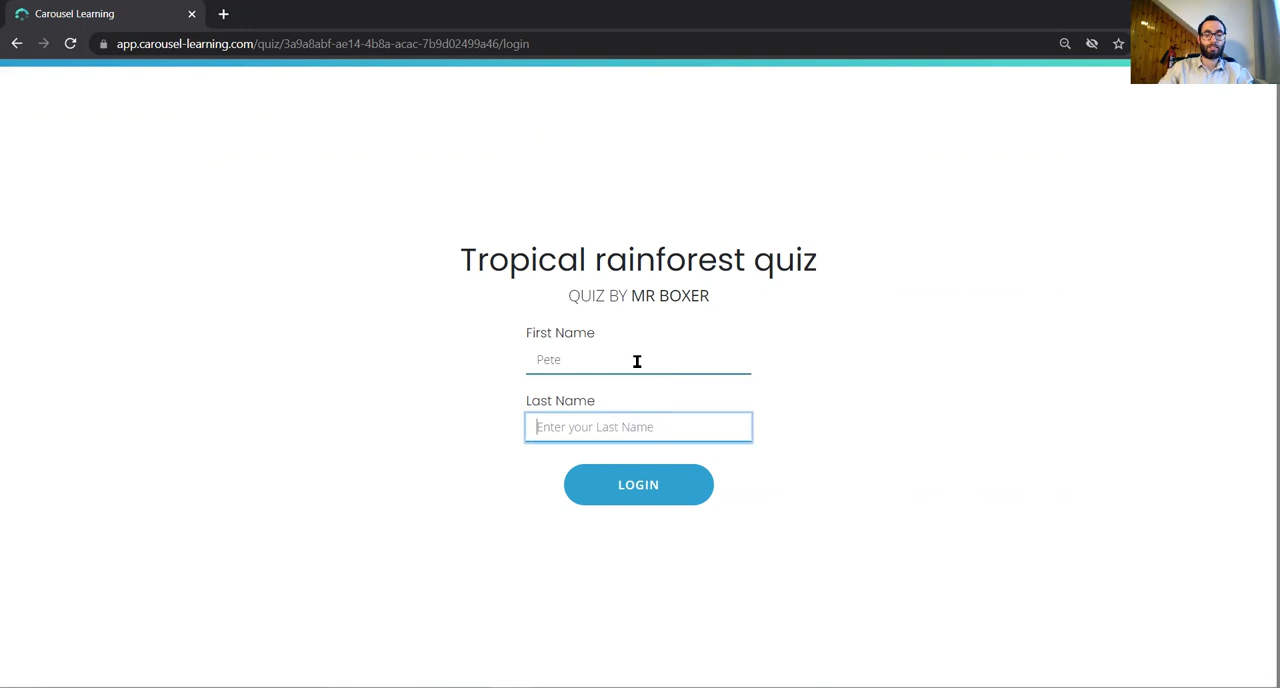 Carousel Learning
app.carousel-learning.com/quiz/3a9a8abf-ae14-4b8a-acac-7b9d02499a46/login
Tropical rainforest quiz
QUIZ BY MR BOXER
First Name
Pete
Last Name
Enter your Last Name
LOGIN